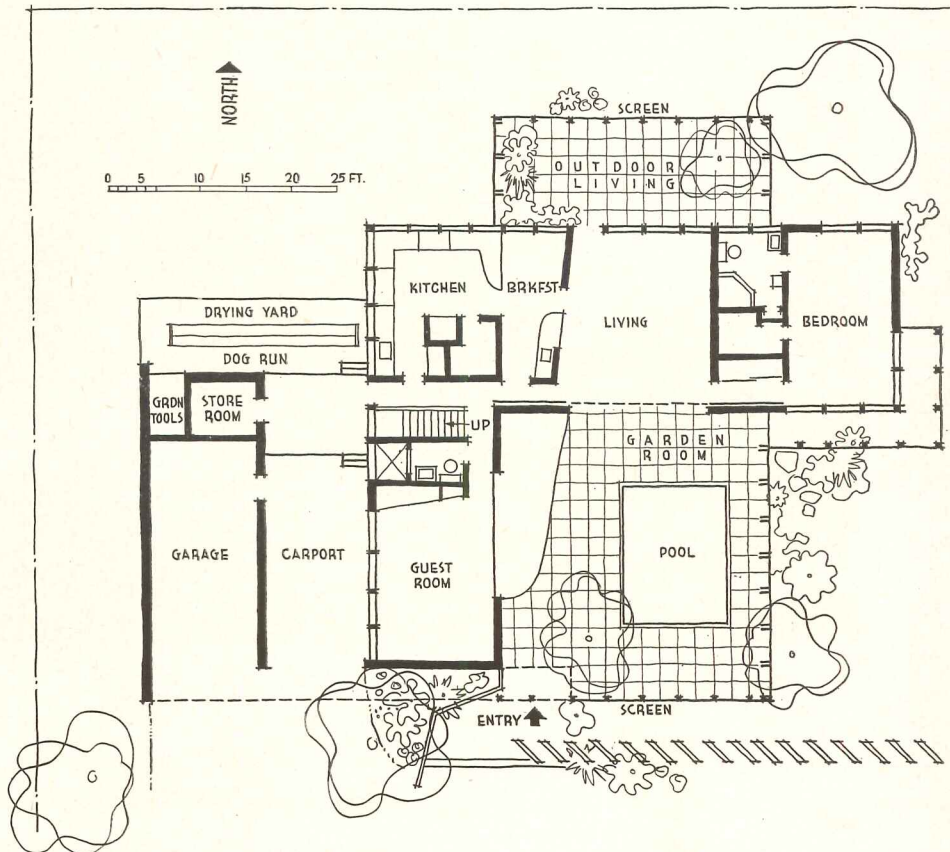 NORTH
SCREEN
0 5 10 15 20 25 FT.
OUTDOOR
LIVING
KITCHEN
BRKFST
DRYING YARD
LIVING
BEDROOM
DOG RUN
GRDN
TOOLS
STORE
ROOM
UP
GARDEN
ROOM
GARAGE
CARPORT
GUEST
ROOM
POOL
ENTRY
SCREEN